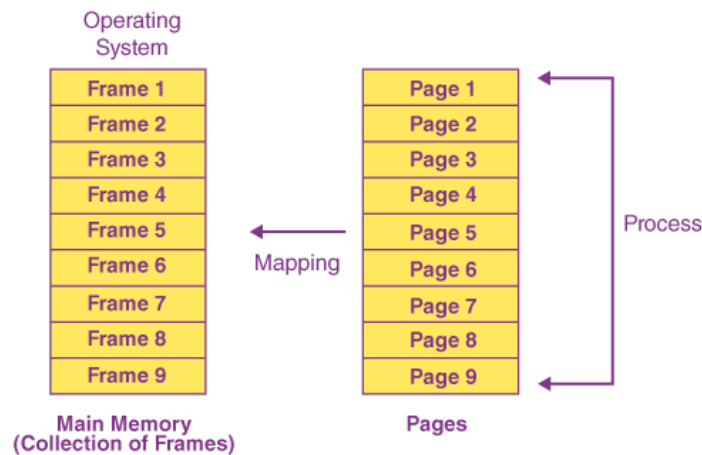 Operating
System
Frame 1
Frame 2
Frame 3
Frame 4
Frame 5
Frame 6
Frame 7
Frame 8
Frame 9
Main Memory
(Collection of Frames)
Mapping
Page 1
Page 2
Page 3
Page 4
Page 5
Page 6
Page 7
Page 8
Page 9
Pages
Process